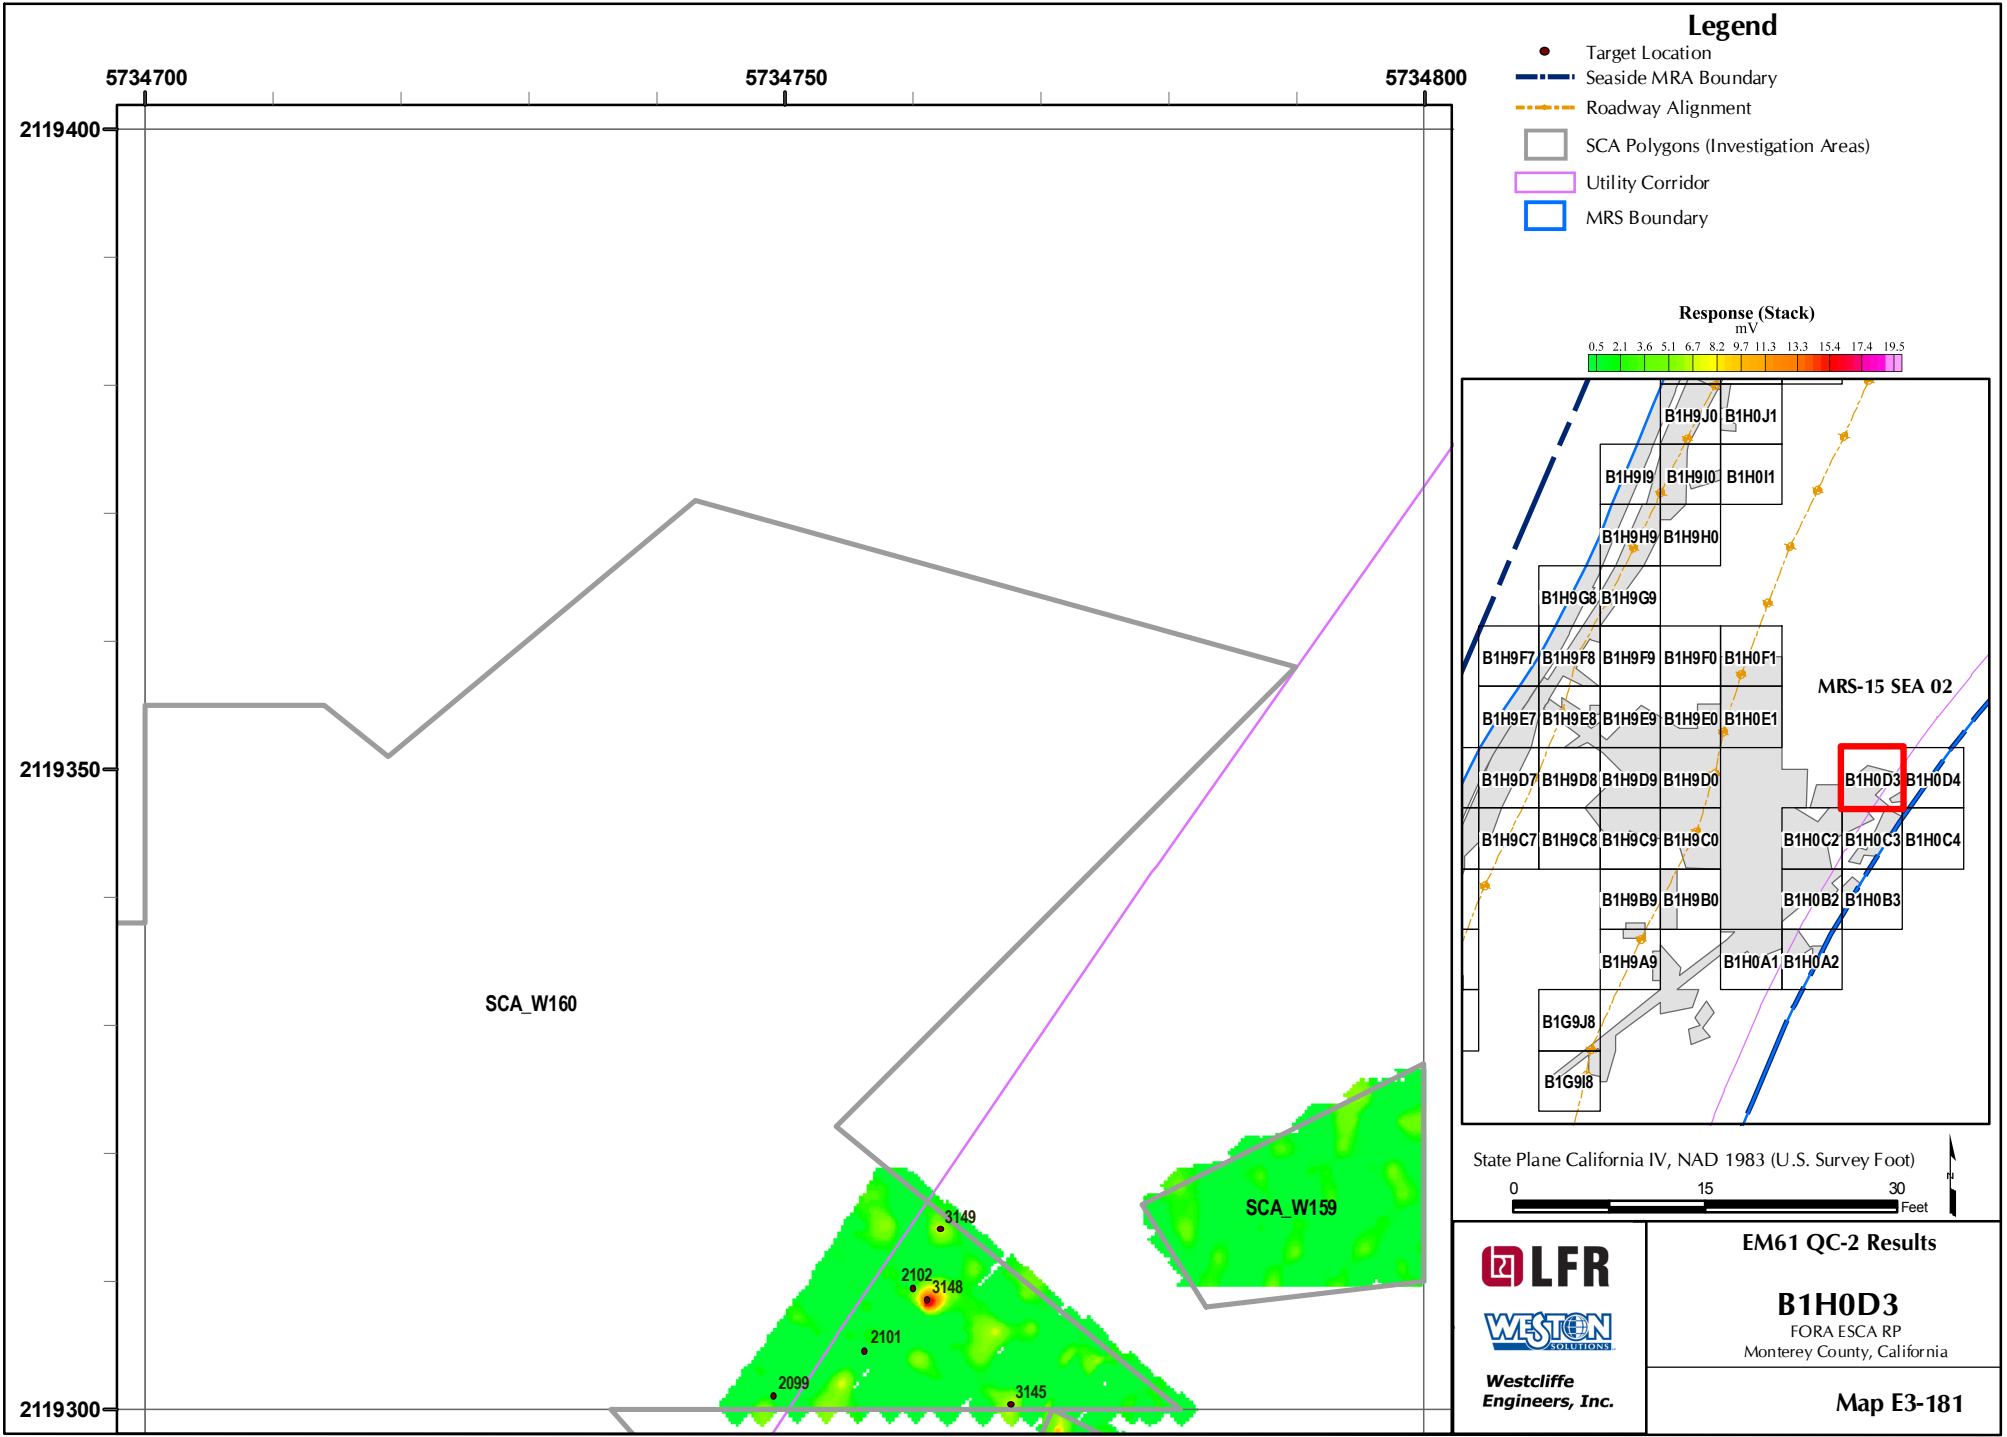 5734700
5734750
5734800
2119400
2119350
2119300
SCA_W160
SCA_W159
3149
2102
3148
2101
2099
3145
Legend
Target Location
Seaside MRA Boundary
Roadway Alignment
SCA Polygons (Investigation Areas)
Utility Corridor
MRS Boundary
Response (Stack)
mV
0.5 2.1 3.6 5.1 6.7 8.2 9.7 11.3 13.3 15.4 17.4 19.5
B1H9J0 B1H0J1
B1H9I9 B1H9I0 B1H0I1
B1H9H9 B1H9H0
B1H9G8 B1H9G9
B1H9F7 B1H9F8 B1H9F9 B1H9F0 B1H0F1
MRS-15 SEA 02
B1H9E7 B1H9E8 B1H9E9 B1H9E0 B1H0E1
B1H9D7 B1H9D8 B1H9D9 B1H9D0 B1H0D3 B1H0D4
B1H9C7 B1H9C8 B1H9C9 B1H9C0 B1H0C2 B1H0C3 B1H0C4
B1H9B9 B1H9B0 B1H0B2 B1H0B3
B1H9A9 B1H0A1 B1H0A2
B1G9J8
B1G9I8
State Plane California IV, NAD 1983 (U.S. Survey Foot)
0 15 30
Feet
N
LFR
WESTON
SOLUTIONS
Westcliffe
Engineers, Inc.
EM61 QC-2 Results
B1H0D3
FORA ESCA RP
Monterey County, California
Map E3-181